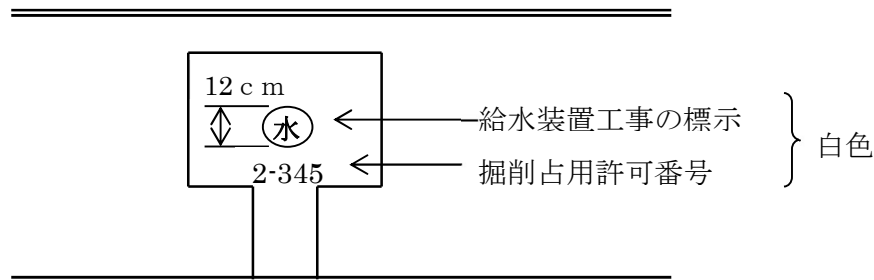 12ｃｍ
水
給水装置工事の標示
2-345
掘削占用許可番号
白色